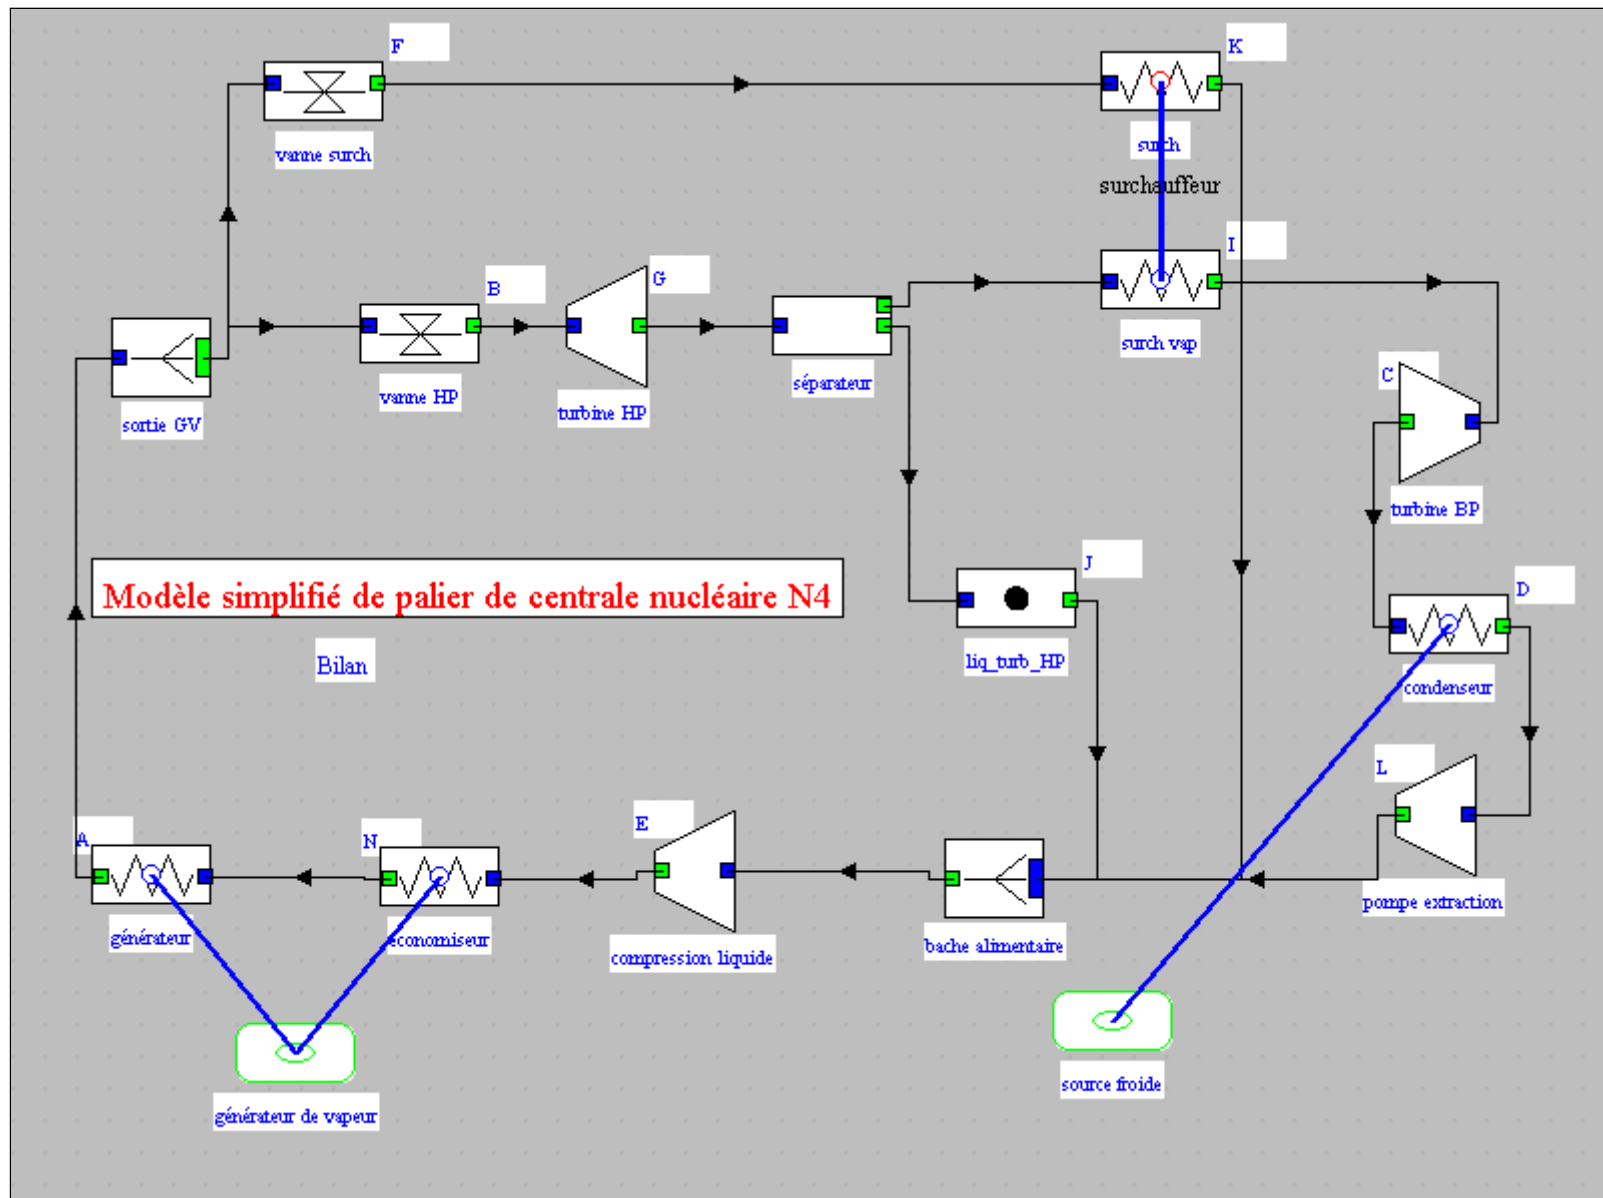 F
K
vanne surch
surch
surchauffeur
I
B
G
surch vap
vanne HP
turbine HP
séparateur
C
sortie GV
turbine BP
Modèle simplifié de palier de centrale nucléaire N4
J
D
Bilan
liq_turb_HP
condenseur
L
A
N
E
pompe extraction
générateur
économiseur
compression liquide
bache alimentaire
source froide
générateur de vapeur